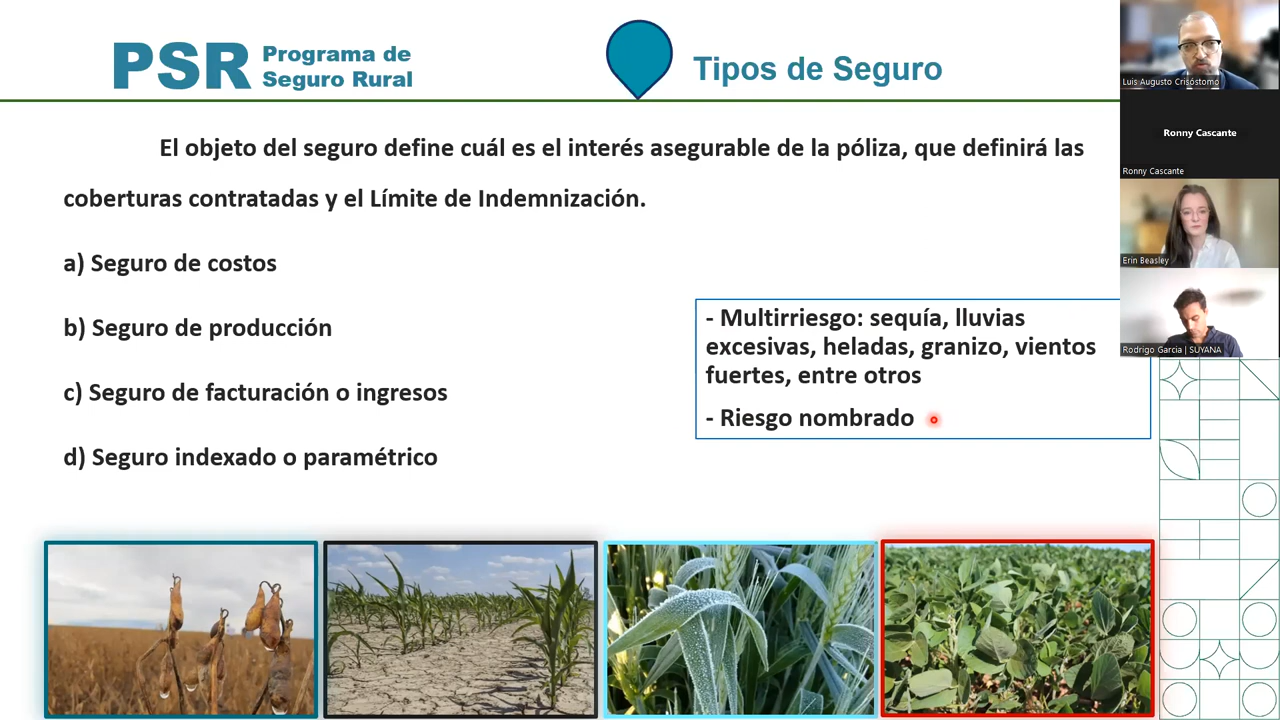 PSR
Programa de
Seguro Rural
Tipos de Seguro
El objeto del seguro define cuál es el interés asegurable de la póliza, que definirá las
coberturas contratadas y el Límite de Indemnización.
a) Seguro de costos
b) Seguro de producción
c) Seguro de facturación o ingresos
d) Seguro indexado o paramétrico
- Multirriesgo: sequía, lluvias
excesivas, heladas, granizo, vientos
fuertes, entre otros
- Riesgo nombrado
Luis Augusto Crisóstomo
Ronny Cascante
Ronny Cascante
Erin Beasley
Rodrigo Garcia | SUYANA